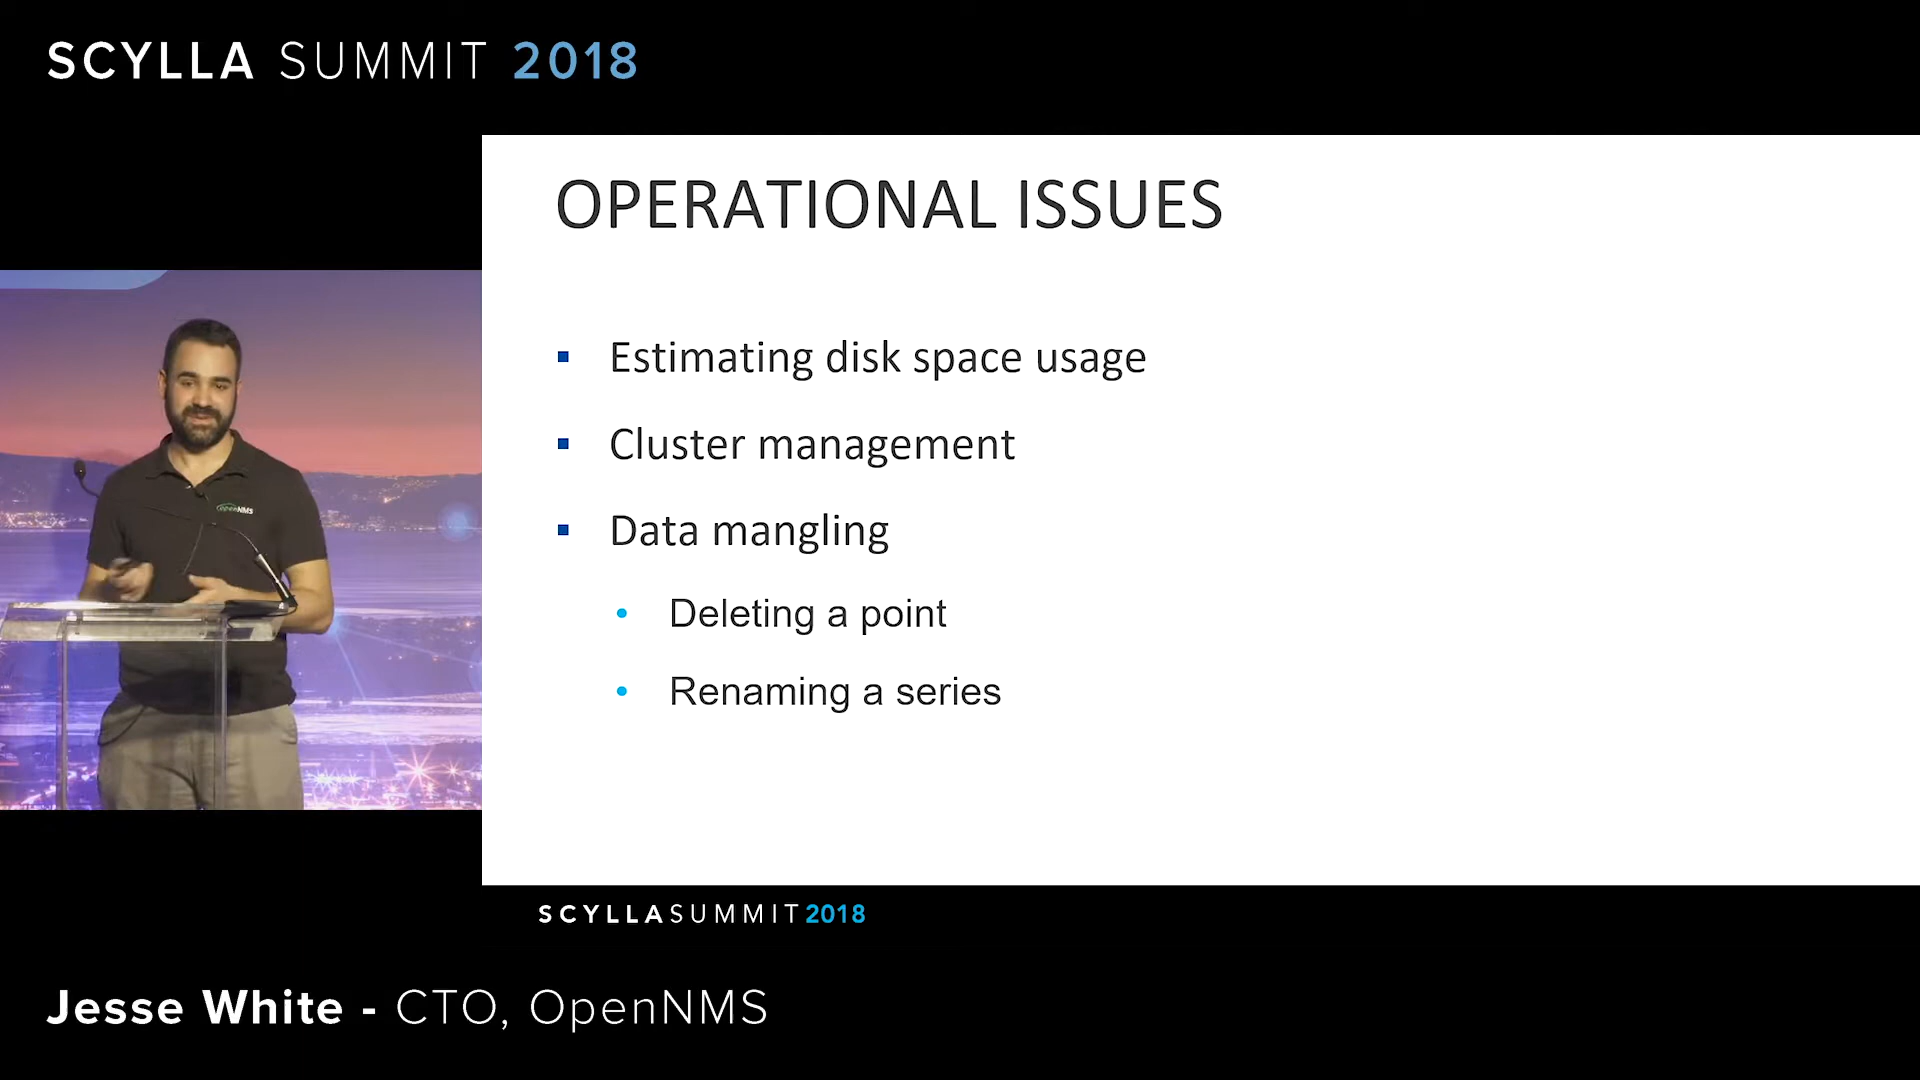 SCYLLA SUMMIT 2018
OPERATIONAL ISSUES
▪ Estimating disk space usage
▪ Cluster management
▪ Data mangling
• Deleting a point
• Renaming a series
OpenNMS
SCYLLASUMMIT2018
Jesse White - CTO, OpenNMS